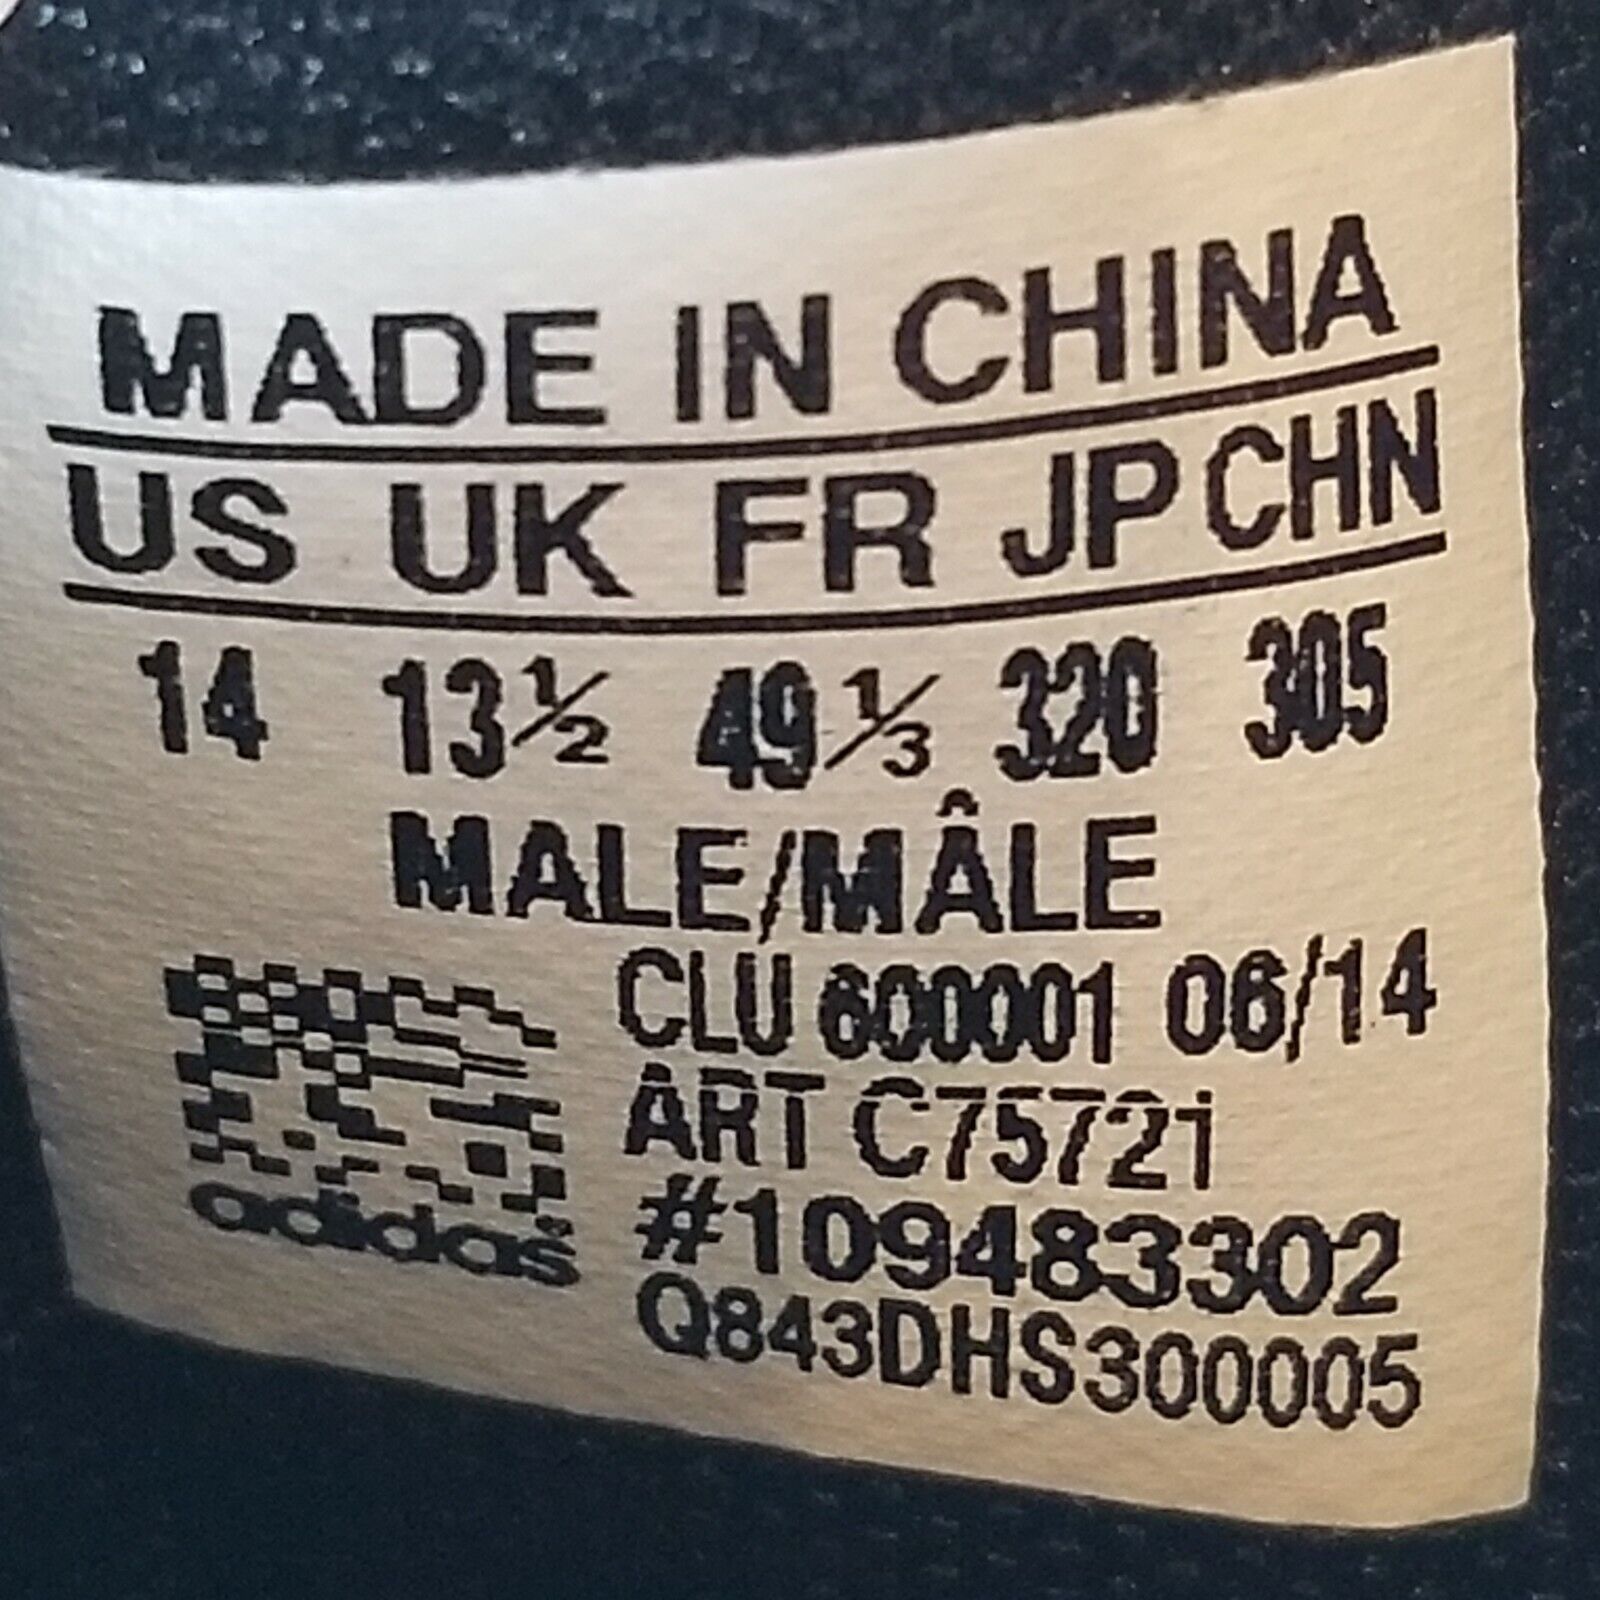 MADE IN CHINA
US UK FR JP CHN
14 13½ 49⅓ 320 305
MALE/MÂLE
CLU 600001 06/14
ART C75721
#109483302
adidas
Q843DHS300005